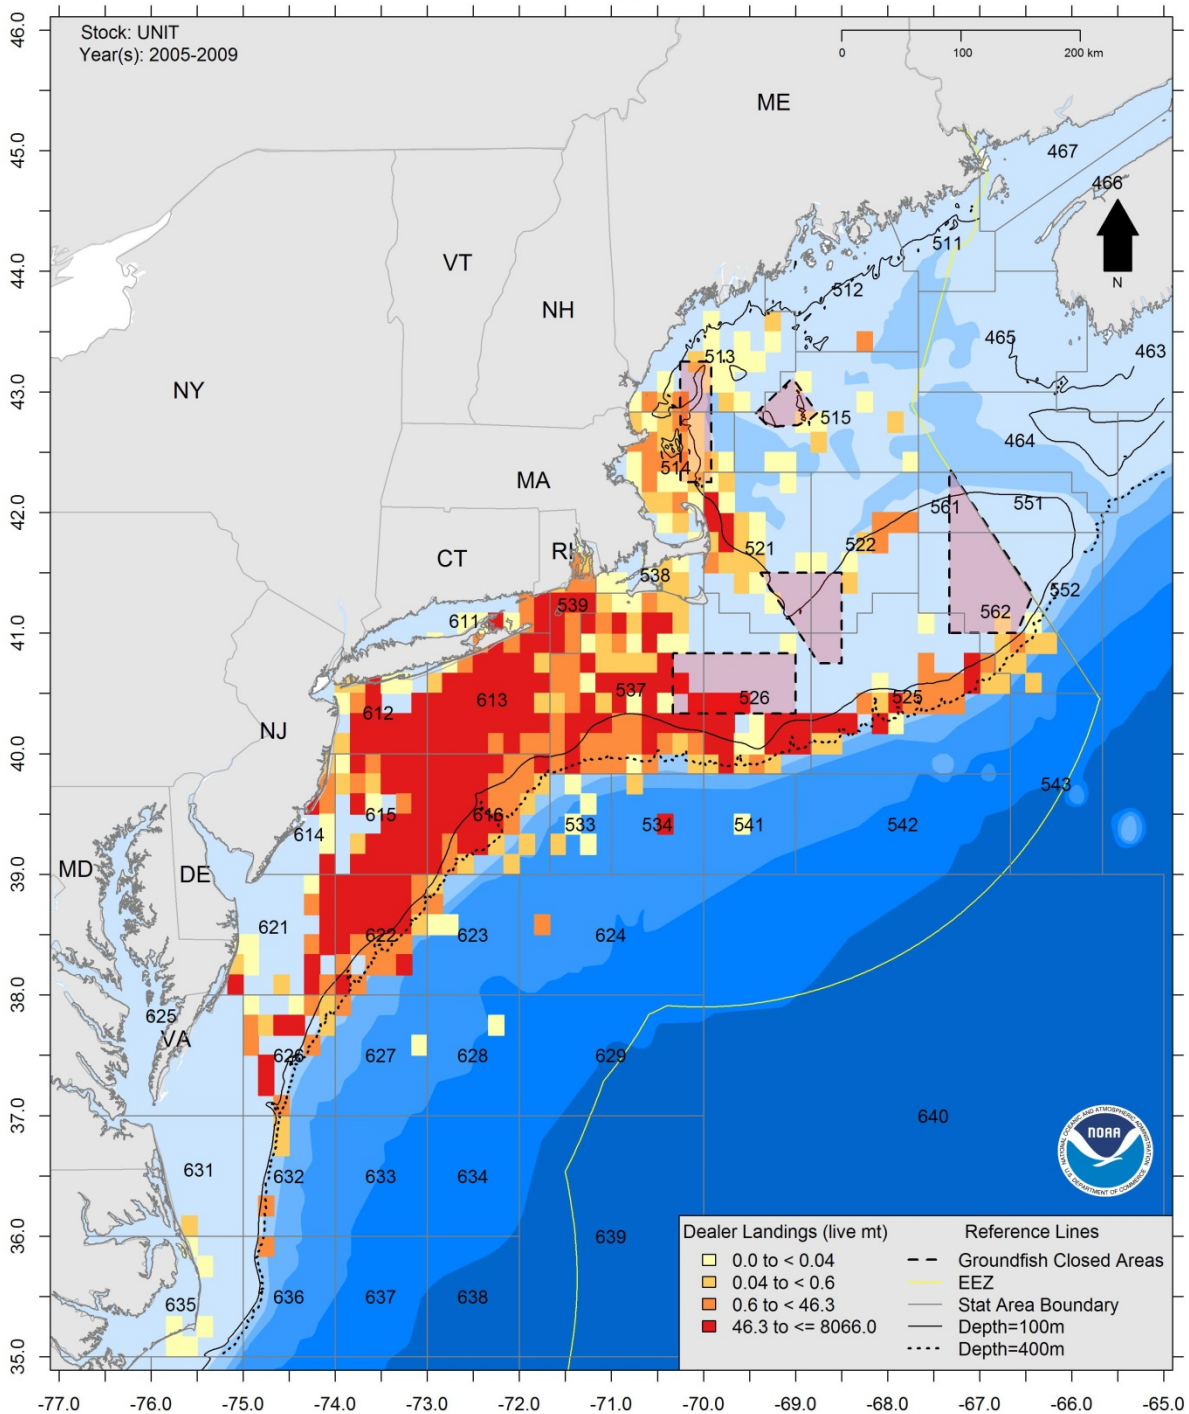 Stock: UNIT
Year(s): 2005-2009
0 100 200 km
46.0
45.0
44.0
43.0
42.0
41.0
40.0
39.0
38.0
37.0
36.0
35.0
ME
467
466
511
VT
512
N
NH
465
463
513
NY
515
464
514
MA
561
551
CT
RI
521
522
538
552
539
611
562
537
526
525
613
612
NJ
543
615
616
614
533
534
541
542
MD
DE
621
622
623
624
625
VA
626
627
628
629
640
NOAA
NATIONAL OCEANIC AND ATMOSPHERIC ADMINISTRATION
U.S. DEPARTMENT OF COMMERCE
631
632
633
634
639
635
636
637
638
Dealer Landings (live mt)
0.0 to < 0.04
0.04 to < 0.6
0.6 to < 46.3
46.3 to <= 8066.0
Reference Lines
Groundfish Closed Areas
EEZ
Stat Area Boundary
Depth=100m
Depth=400m
-77.0 -76.0 -75.0 -74.0 -73.0 -72.0 -71.0 -70.0 -69.0 -68.0 -67.0 -66.0 -65.0